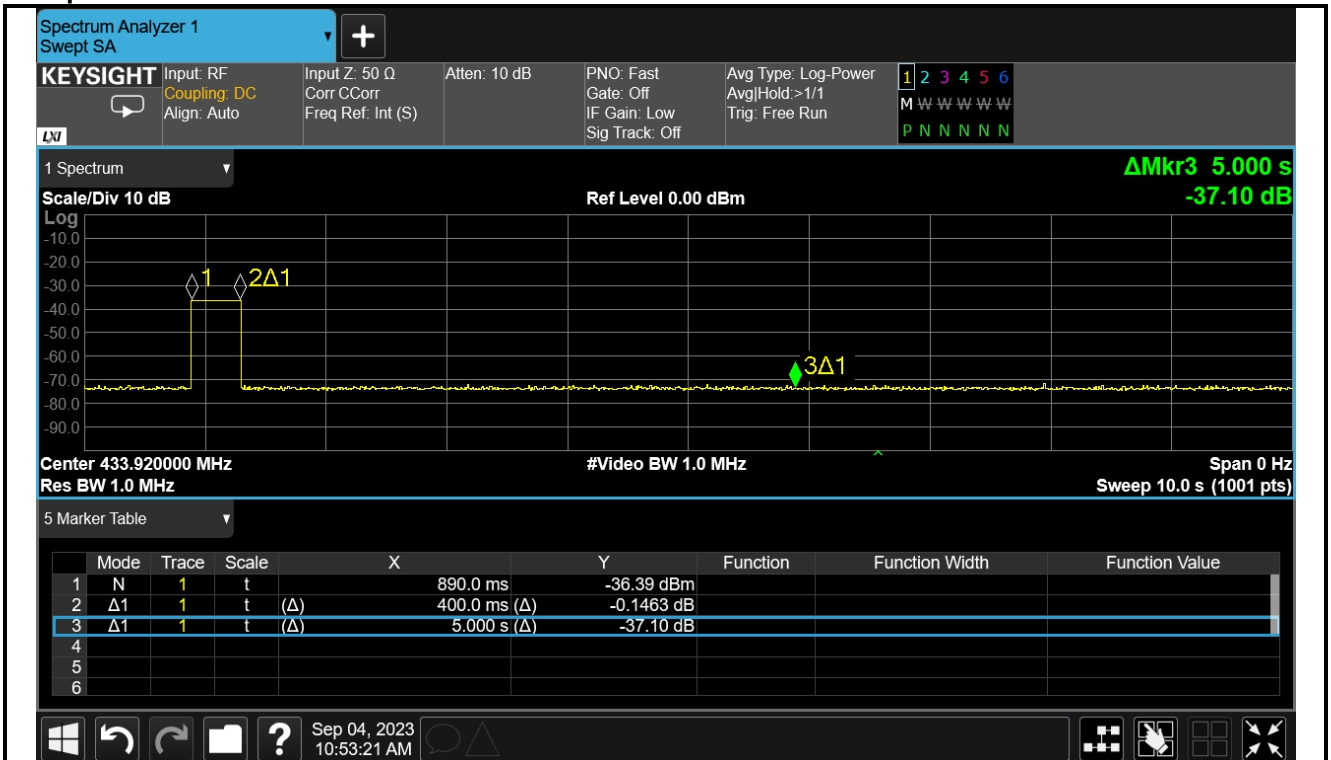 Spectrum Analyzer 1
Swept SA
KEYSIGHT
LXI
Input: RF
Coupling: DC
Align: Auto
Input Z: 50 Ω
Corr CCorr
Freq Ref: Int (S)
Atten: 10 dB
PNO: Fast
Gate: Off
IF Gain: Low
Sig Track: Off
Avg Type: Log-Power
Avg|Hold:>1/1
Trig: Free Run
1 2 3 4 5 6
M W W W W W
P N N N N N
1 Spectrum
ΔMkr3 5.000 s
Scale/Div 10 dB Ref Level 0.00 dBm -37.10 dB
Log
-10.0
-20.0
-30.0
-40.0
-50.0
-60.0
-70.0
-80.0
-90.0
1 2Δ1
3Δ1
Center 433.920000 MHz #Video BW 1.0 MHz Span 0 Hz
Res BW 1.0 MHz Sweep 10.0 s (1001 pts)
5 Marker Table
Mode Trace Scale X Y Function Function Width Function Value
1 N 1 t 890.0 ms -36.39 dBm
2 Δ1 1 t (Δ) 400.0 ms (Δ) -0.1463 dB
3 Δ1 1 t (Δ) 5.000 s (Δ) -37.10 dB
4
5
6
?
Sep 04, 2023
10:53:21 AM